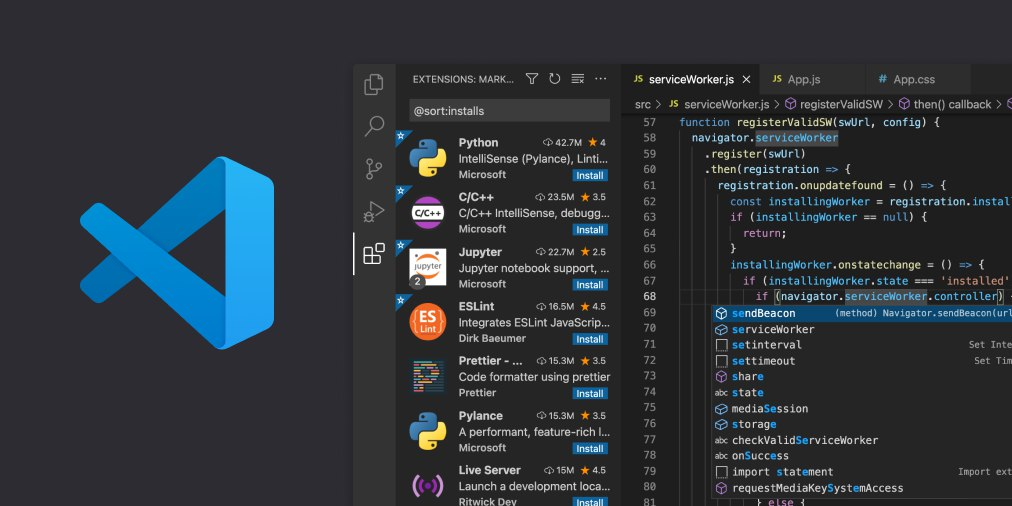 EXTENSIONS: MARK...
@sort:installs
Python 42.7M ★ 4
IntelliSense (Pylance), Linti...
Microsoft Install
C/C++
C/C++ 23.5M ★ 3.5
C/C++ IntelliSense, debugg...
Microsoft Install
jupyter
2
Jupyter 22.7M ★ 2.5
Jupyter notebook support, ...
Microsoft Install
ES
Lint
ESLint 16.5M ★ 4.5
Integrates ESLint JavaScrip...
Dirk Baeumer Install
Prettier - ... 15.3M ★ 3.5
Code formatter using prettier
Prettier Install
Pylance 15.3M ★ 3.5
A performant, feature-rich l...
Microsoft Install
Live Server 15M ★ 4.5
Launch a development loca...
Ritwick Dev Install
JS serviceWorker.js × JS App.js # App.css
src > JS serviceWorker.js > registerValidSW > then() callback >
57 function registerValidSW(swUrl, config) {
58 navigator.serviceWorker
59 .register(swUrl)
60 .then(registration => {
61 registration.onupdatefound = () => {
62 const installingWorker = registration.instal
63 if (installingWorker == null) {
64 return;
65 }
66 installingWorker.onstatechange = () => {
67 if (installingWorker.state === 'installed'
68 if (navigator.serviceWorker.controller) {
69 sendBeacon (method) Navigator.sendBeacon(url
70 serviceWorker
71 setinterval Set Inte
72 settimeout Set Tim
73 share
74 abc state
75 mediaSession
76 storage
77 abc checkValidServiceWorker
78 abc onSuccess
79 import statement Import ext
80 requestMediaKeySystemAccess
81 } else {